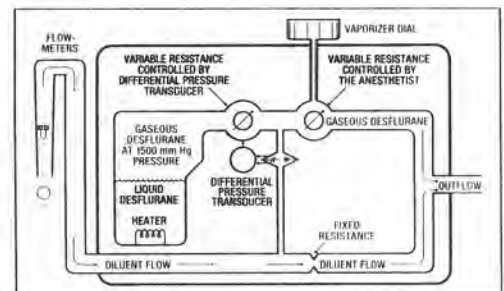 FLOW-
METERS
VAPORIZER DIAL
VARIABLE RESISTANCE
CONTROLLED BY
DIFFERENTIAL PRESSURE
TRANSDUCER
VARIABLE RESISTANCE
CONTROLLED BY
THE ANESTHETIST
GASEOUS DESFLURANE
GASEOUS
DESFLURANE
AT 1500 mm Hg
PRESSURE
LIQUID
DESFLURANE
HEATER
DIFFERENTIAL
PRESSURE
TRANSDUCER
OUTFLOW
FIXED
RESISTANCE
DILUENT FLOW
DILUENT FLOW